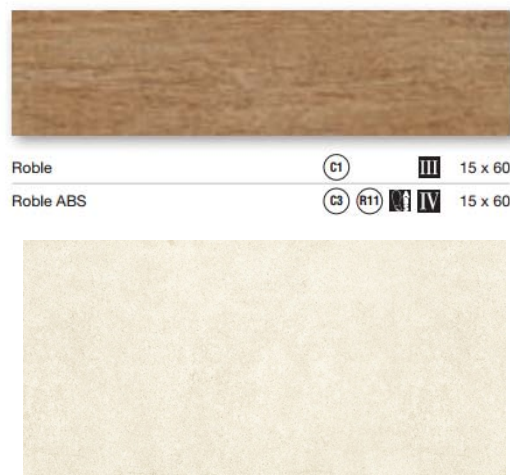 Roble C1 III 15 x 60
Roble ABS C3 R11 IV 15 x 60